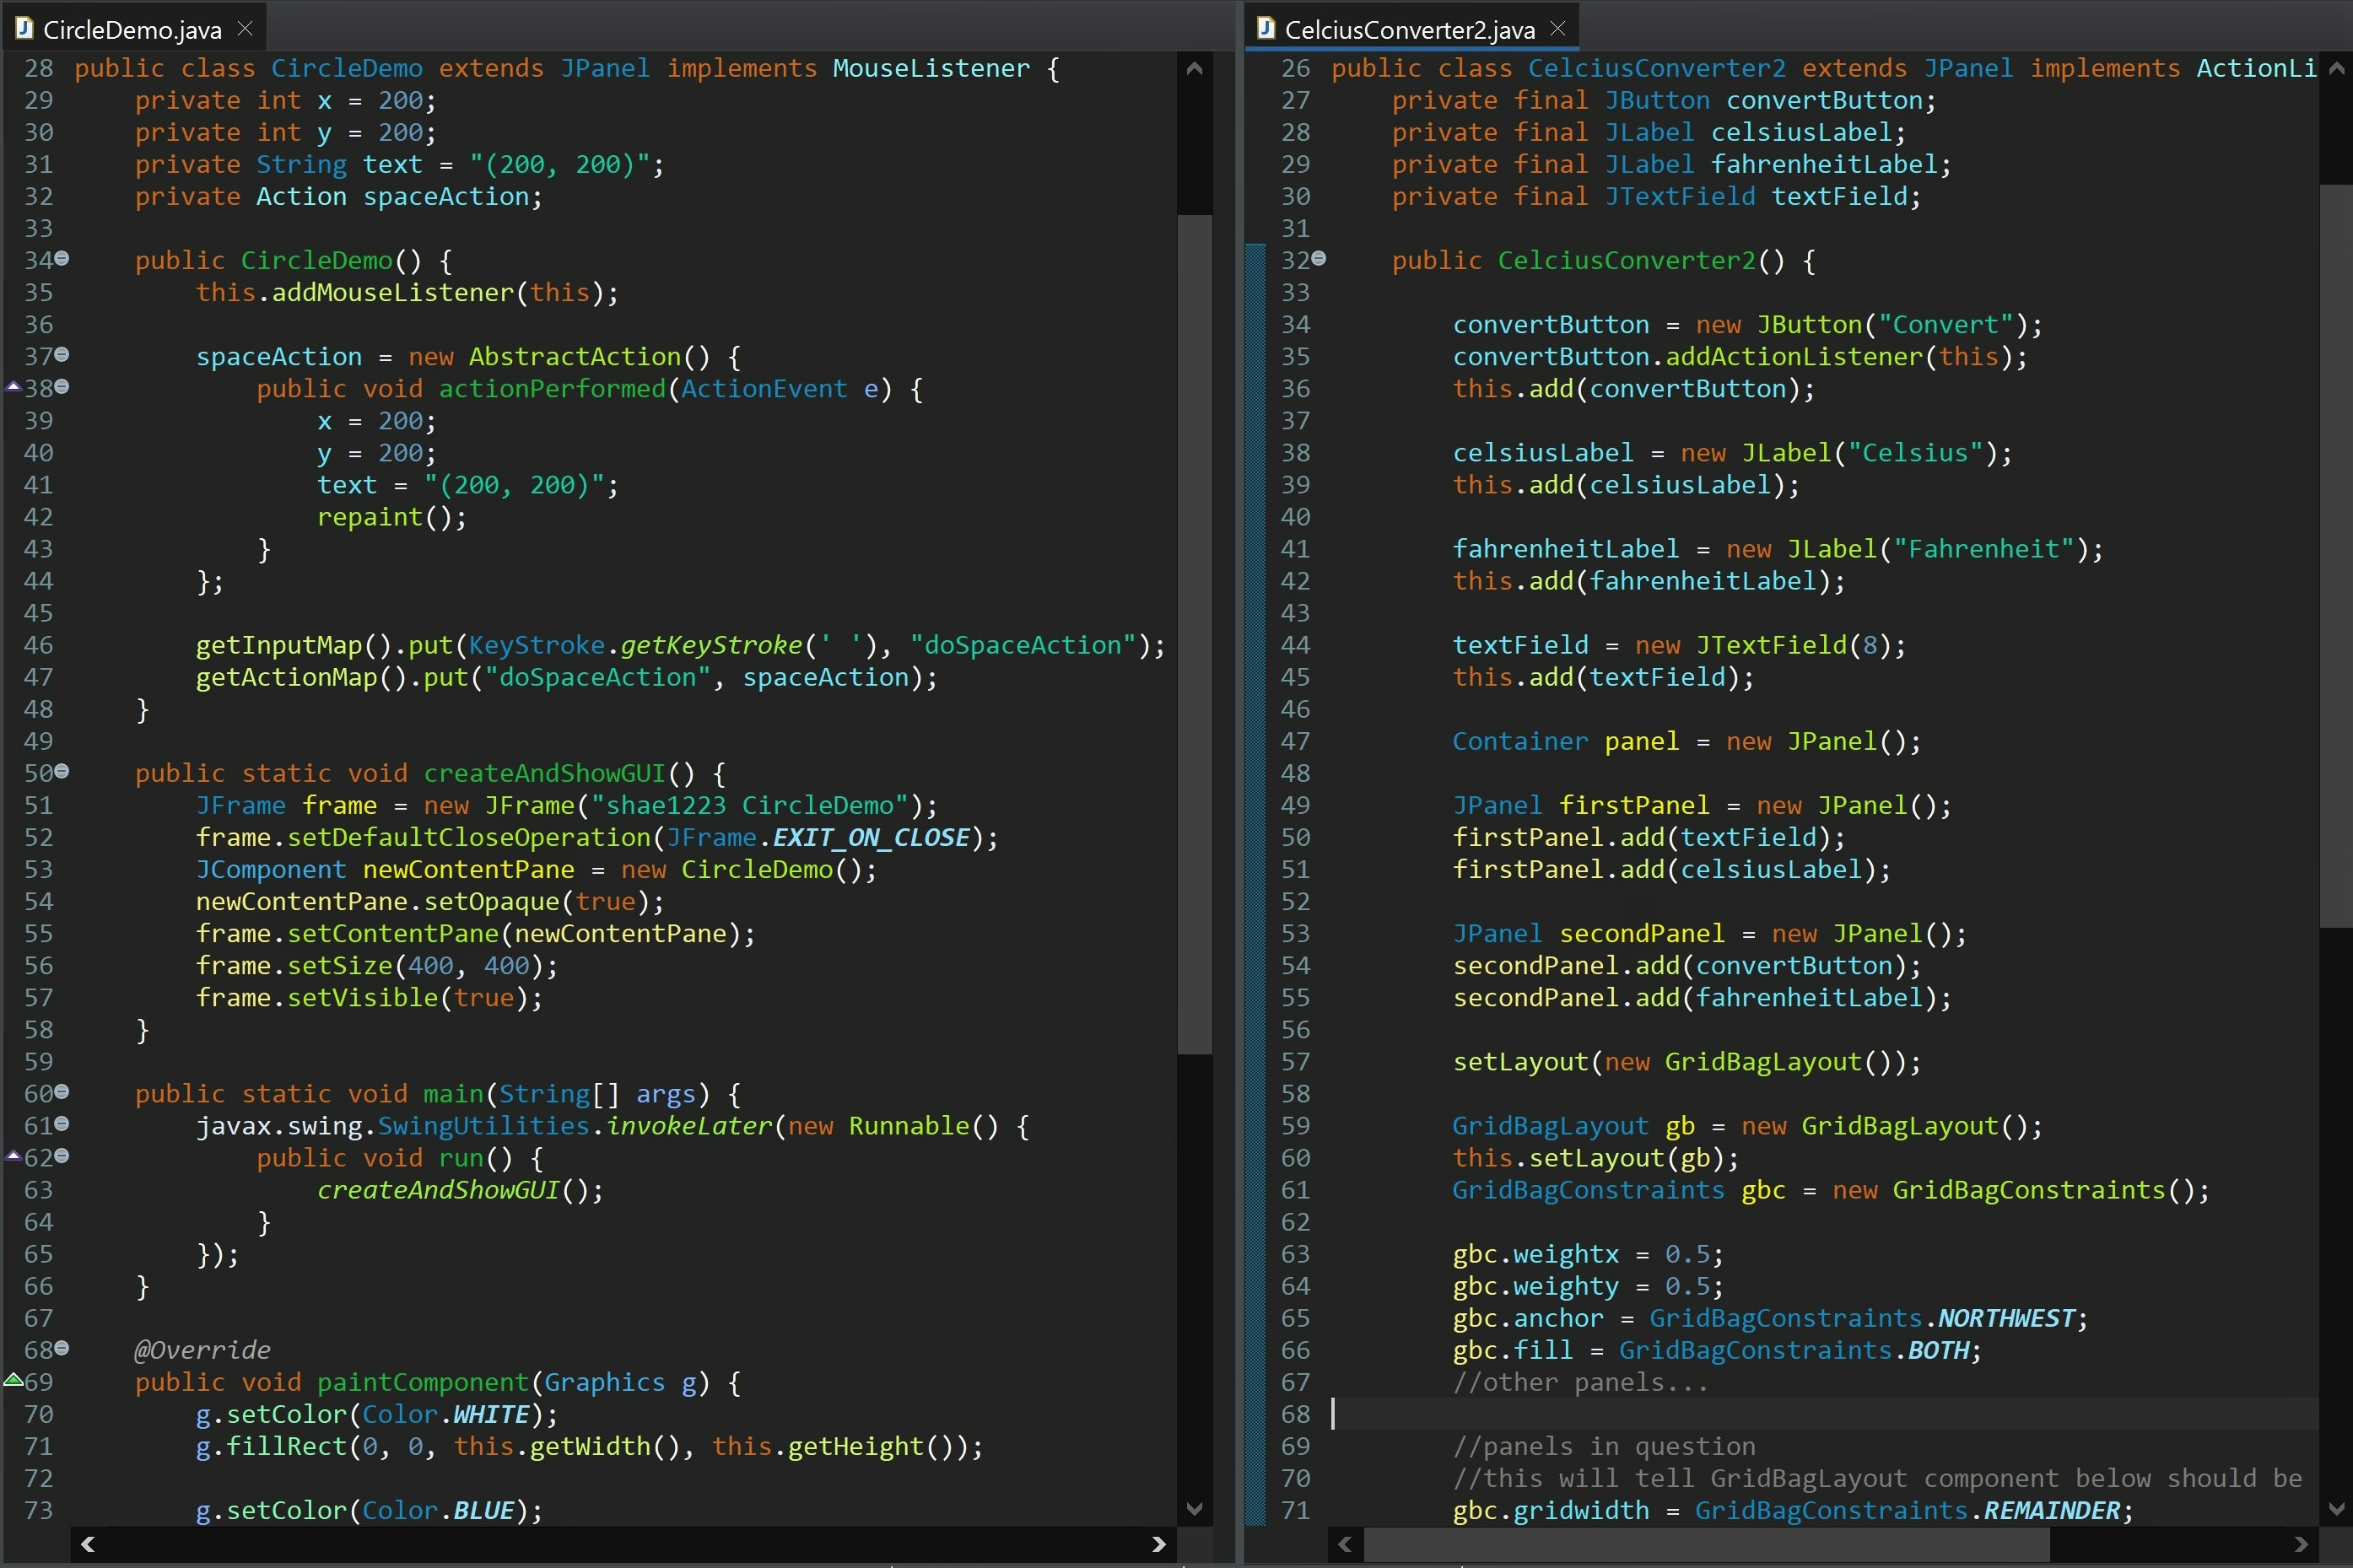 CircleDemo.java
28 public class CircleDemo extends JPanel implements MouseListener {
29     private int x = 200;
30     private int y = 200;
31     private String text = "(200, 200)";
32     private Action spaceAction;
33
34     public CircleDemo() {
35         this.addMouseListener(this);
36
37         spaceAction = new AbstractAction() {
38             public void actionPerformed(ActionEvent e) {
39                 x = 200;
40                 y = 200;
41                 text = "(200, 200)";
42                 repaint();
43             }
44         };
45
46         getInputMap().put(KeyStroke.getKeyStroke(' '), "doSpaceAction");
47         getActionMap().put("doSpaceAction", spaceAction);
48     }
49
50     public static void createAndShowGUI() {
51         JFrame frame = new JFrame("shae1223 CircleDemo");
52         frame.setDefaultCloseOperation(JFrame.EXIT_ON_CLOSE);
53         JComponent newContentPane = new CircleDemo();
54         newContentPane.setOpaque(true);
55         frame.setContentPane(newContentPane);
56         frame.setSize(400, 400);
57         frame.setVisible(true);
58     }
59
60     public static void main(String[] args) {
61         javax.swing.SwingUtilities.invokeLater(new Runnable() {
62             public void run() {
63                 createAndShowGUI();
64             }
65         });
66     }
67
68     @Override
69     public void paintComponent(Graphics g) {
70         g.setColor(Color.WHITE);
71         g.fillRect(0, 0, this.getWidth(), this.getHeight());
72
73         g.setColor(Color.BLUE);
CelciusConverter2.java
26 public class CelciusConverter2 extends JPanel implements ActionLi
27     private final JButton convertButton;
28     private final JLabel celsiusLabel;
29     private final JLabel fahrenheitLabel;
30     private final JTextField textField;
31
32     public CelciusConverter2() {
33
34         convertButton = new JButton("Convert");
35         convertButton.addActionListener(this);
36         this.add(convertButton);
37
38         celsiusLabel = new JLabel("Celsius");
39         this.add(celsiusLabel);
40
41         fahrenheitLabel = new JLabel("Fahrenheit");
42         this.add(fahrenheitLabel);
43
44         textField = new JTextField(8);
45         this.add(textField);
46
47         Container panel = new JPanel();
48
49         JPanel firstPanel = new JPanel();
50         firstPanel.add(textField);
51         firstPanel.add(celsiusLabel);
52
53         JPanel secondPanel = new JPanel();
54         secondPanel.add(convertButton);
55         secondPanel.add(fahrenheitLabel);
56
57         setLayout(new GridBagLayout());
58
59         GridBagLayout gb = new GridBagLayout();
60         this.setLayout(gb);
61         GridBagConstraints gbc = new GridBagConstraints();
62
63         gbc.weightx = 0.5;
64         gbc.weighty = 0.5;
65         gbc.anchor = GridBagConstraints.NORTHWEST;
66         gbc.fill = GridBagConstraints.BOTH;
67         //other panels...
68
69         //panels in question
70         //this will tell GridBagLayout component below should be
71         gbc.gridwidth = GridBagConstraints.REMAINDER;